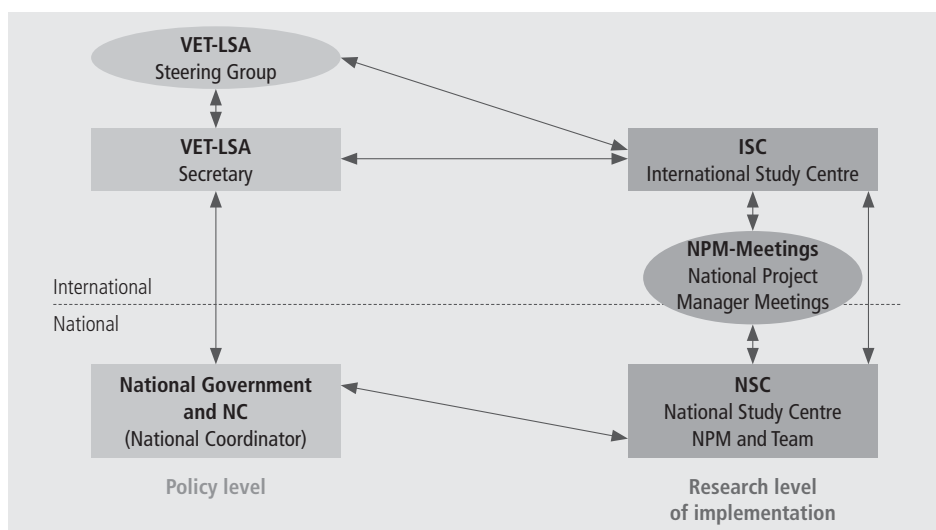 VET-LSA
Steering Group
VET-LSA
Secretary
ISC
International Study Centre
NPM-Meetings
National Project
Manager Meetings
International
National
National Government
and NC
(National Coordinator)
NSC
National Study Centre
NPM and Team
Policy level
Research level
of implementation